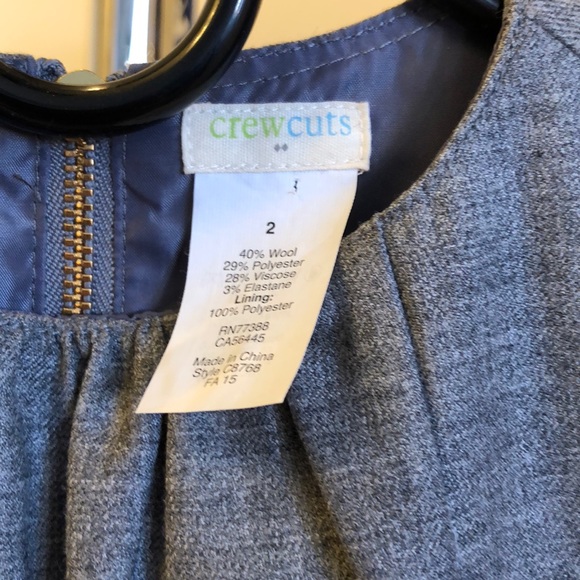 crewcuts
2
40% Wool
29% Polyester
28% Viscose
3% Elastane
Lining:
100% Polyester
RN77388
CA56445
Made in China
Style C8768
FA 15